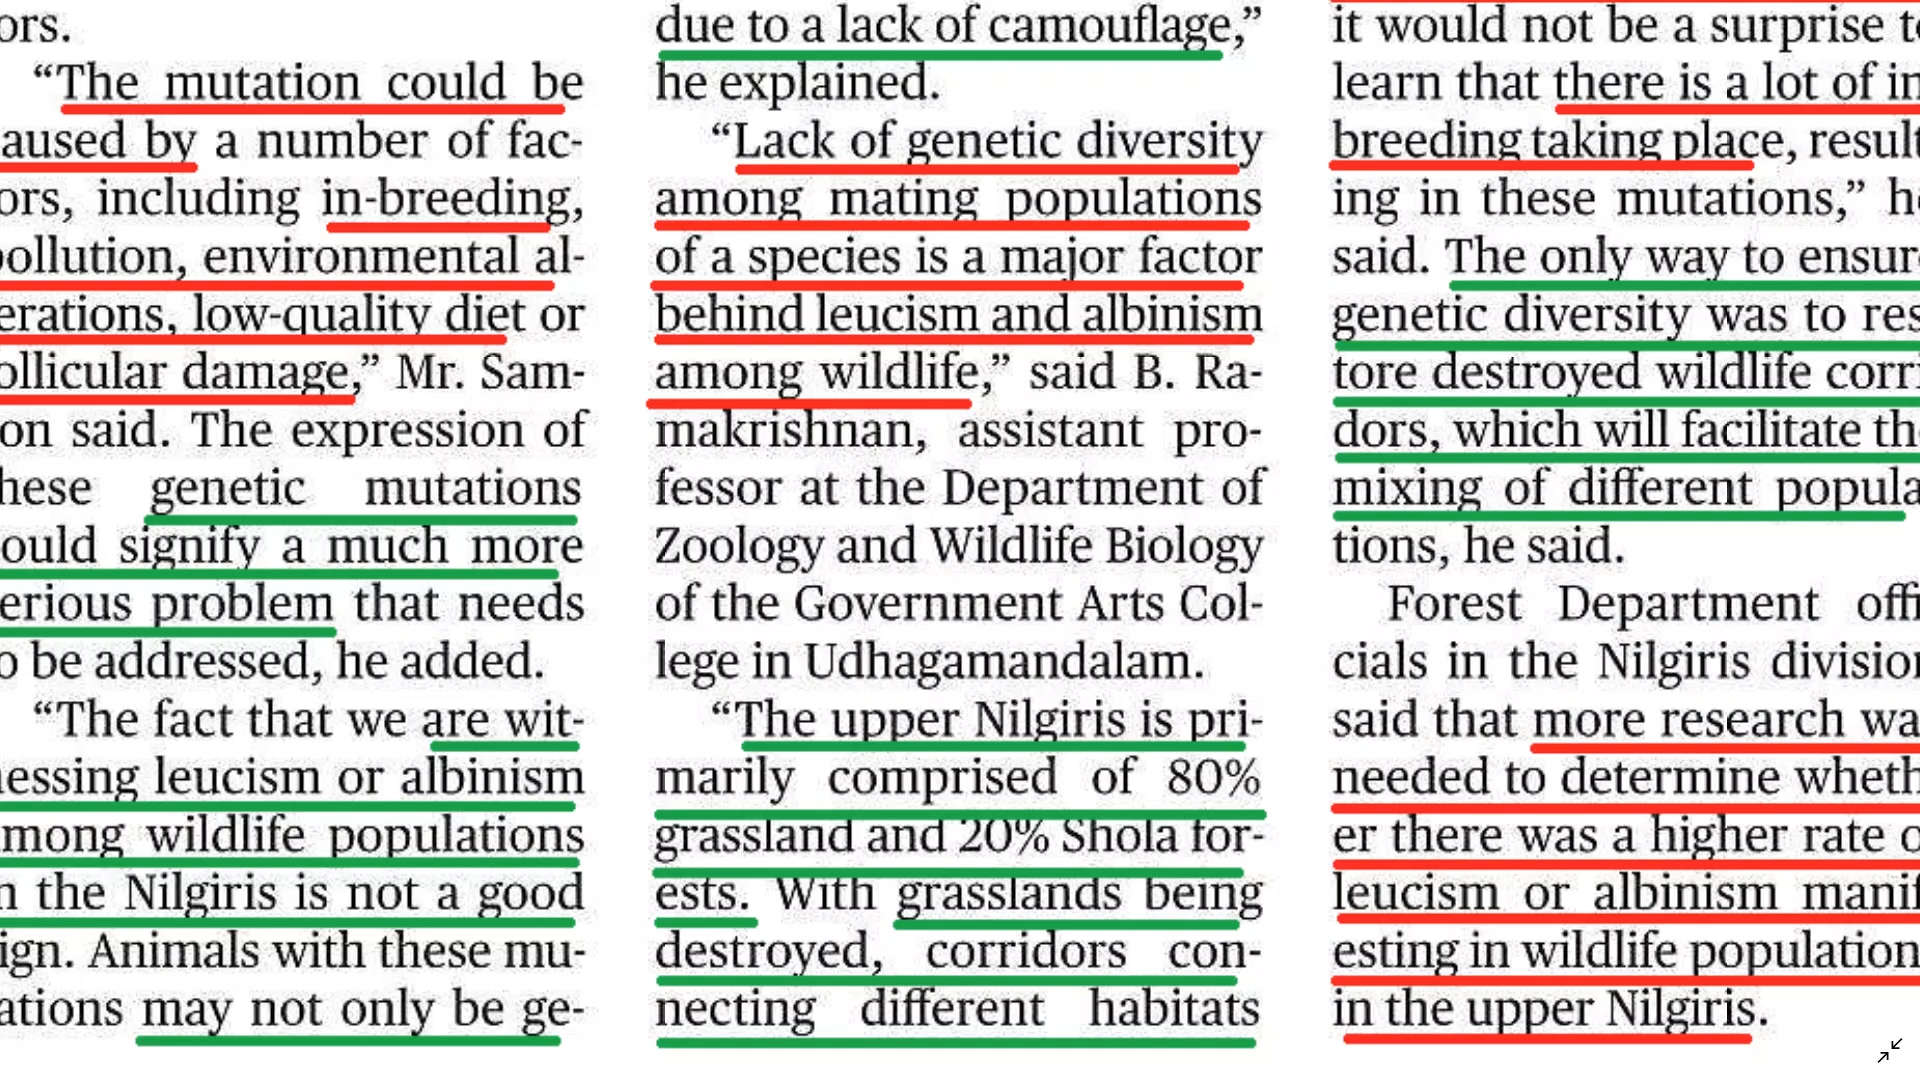 ors.
“The mutation could be
aused by a number of fac-
ors, including in-breeding,
pollution, environmental al-
erations, low-quality diet or
ollicular damage,” Mr. Sam-
on said. The expression of
hese genetic mutations
ould signify a much more
erious problem that needs
o be addressed, he added.
“The fact that we are wit-
nessing leucism or albinism
mong wildlife populations
n the Nilgiris is not a good
ign. Animals with these mu-
ations may not only be ge-
due to a lack of camouflage,”
he explained.
“Lack of genetic diversity
among mating populations
of a species is a major factor
behind leucism and albinism
among wildlife,” said B. Ra-
makrishnan, assistant pro-
fessor at the Department of
Zoology and Wildlife Biology
of the Government Arts Col-
lege in Udhagamandalam.
“The upper Nilgiris is pri-
marily comprised of 80%
grassland and 20% Shola for-
ests. With grasslands being
destroyed, corridors con-
necting different habitats
it would not be a surprise to
learn that there is a lot of in
breeding taking place, result
ing in these mutations,” he
said. The only way to ensure
genetic diversity was to res
tore destroyed wildlife corri
dors, which will facilitate the
mixing of different popula
tions, he said.
Forest Department offi
cials in the Nilgiris division
said that more research wa
needed to determine wheth
er there was a higher rate o
leucism or albinism manif
esting in wildlife population
in the upper Nilgiris.